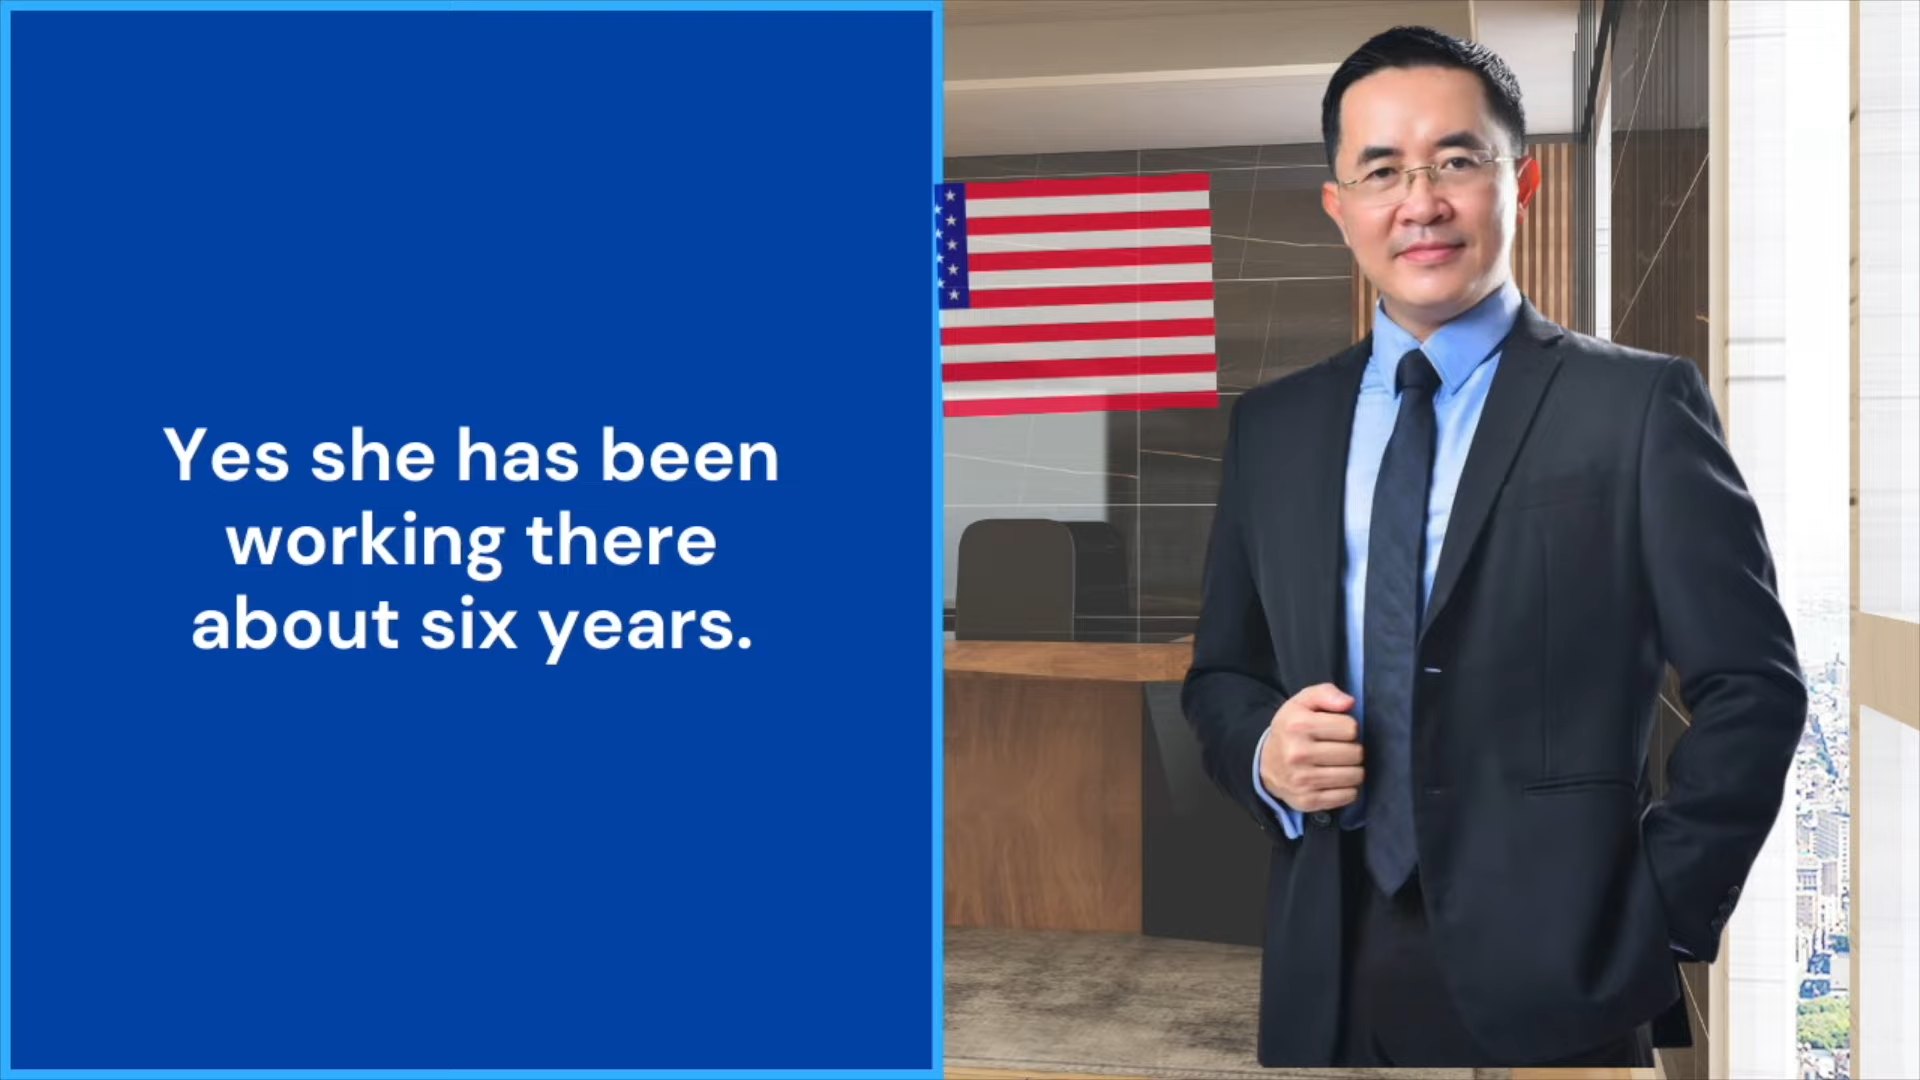 Yes she has been
working there
about six years.